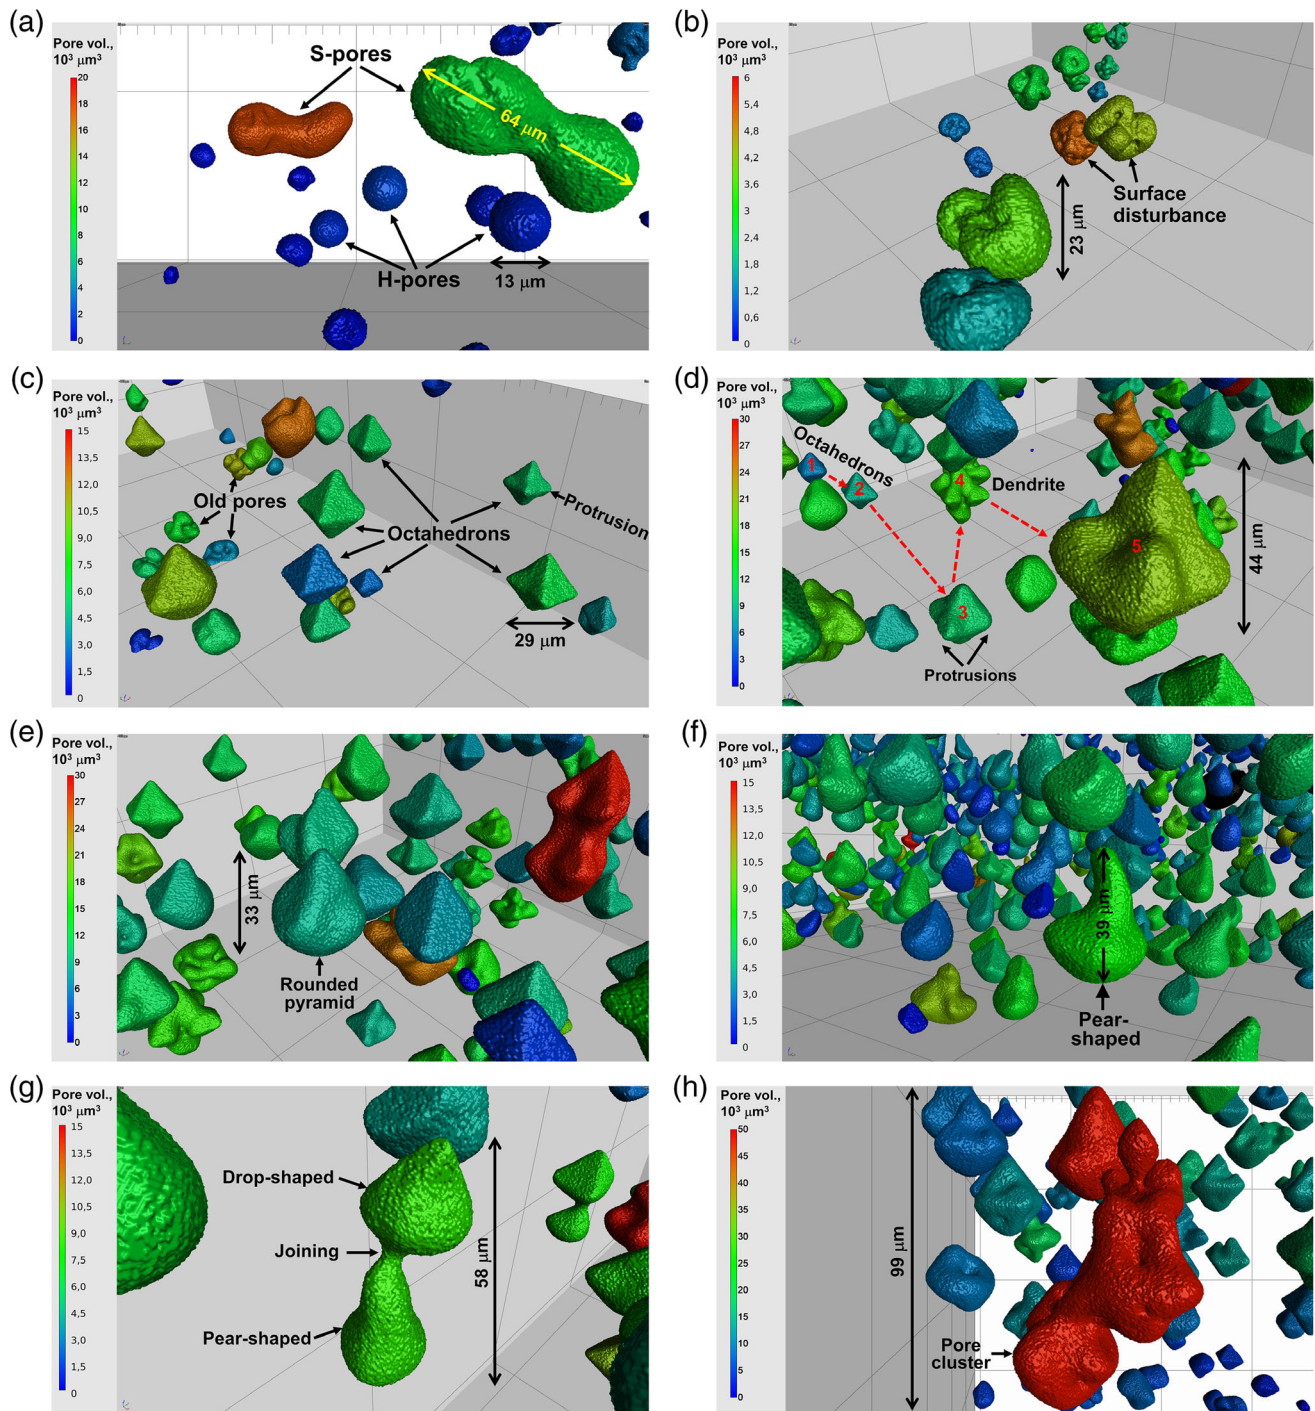 (a)
Pore vol.,
10³ μm³
20
18
16
14
12
10
8
6
4
2
0
S-pores
64 μm
H-pores
13 μm
(b)
Pore vol.,
10³ μm³
6
5,4
4,8
4,2
3,6
3
2,4
1,8
1,2
0,6
0
Surface
disturbance
23 μm
(c)
Pore vol.,
10³ μm³
15
13,5
12,0
10,5
9,0
7,5
6,0
4,5
3,0
1,5
0
Old pores
Octahedrons
Protrusion
29 μm
(d)
Pore vol.,
10³ μm³
30
27
24
21
18
15
12
9
6
3
0
Octahedrons
1
2
3
4
5
Dendrite
Protrusions
44 μm
(e)
Pore vol.,
10³ μm³
30
27
24
21
18
15
12
9
6
3
0
33 μm
Rounded
pyramid
(f)
Pore vol.,
10³ μm³
15
13,5
12,0
10,5
9,0
7,5
6,0
4,5
3,0
1,5
0
39 μm
Pear-
shaped
(g)
Pore vol.,
10³ μm³
15
13,5
12,0
10,5
9,0
7,5
6,0
4,5
3,0
1,5
0
Drop-shaped
Joining
Pear-shaped
58 μm
(h)
Pore vol.,
10³ μm³
50
45
40
35
30
25
20
15
10
5
0
99 μm
Pore
cluster